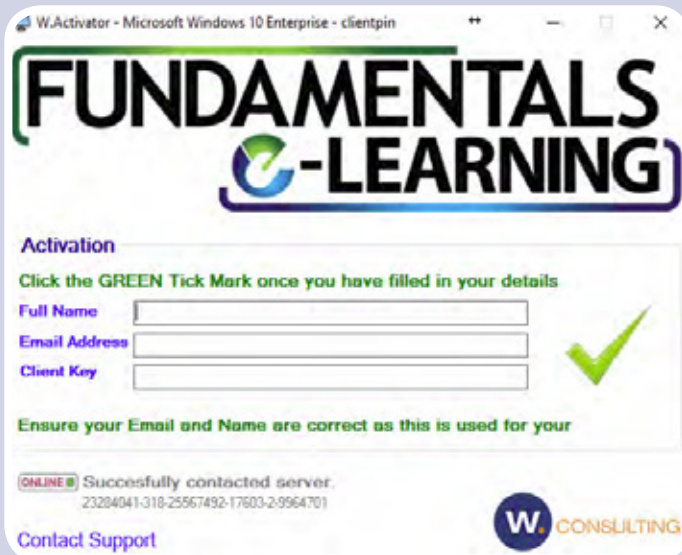 W.Activator - Microsoft Windows 10 Enterprise - clientpin
FUNDAMENTALS
e-LEARNING
Activation
Click the GREEN Tick Mark once you have filled in your details
Full Name
Email Address
Client Key
Ensure your Email and Name are correct as this is used for your
ONLINE Succesfully contacted server.
23284041-318-25567492-17603-2-9964701
W. CONSULTING
Contact Support